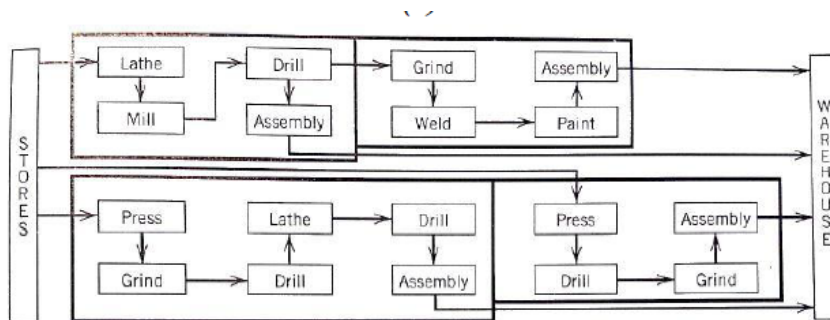 STORES
Lathe
Drill
Grind
Assembly
Mill
Assembly
Weld
Paint
Press
Lathe
Drill
Press
Assembly
Grind
Drill
Assembly
Drill
Grind
WAREHOUSE